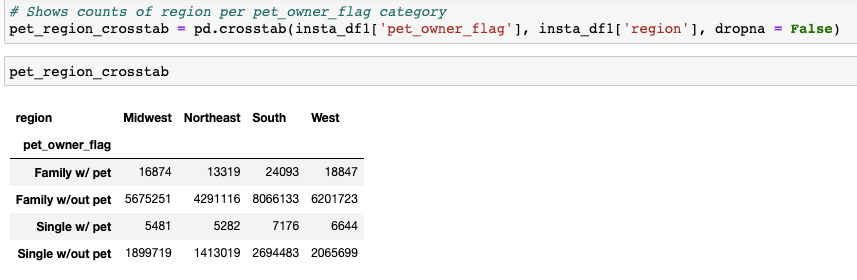 # Shows counts of region per pet_owner_flag category
pet_region_crosstab = pd.crosstab(insta_df1['pet_owner_flag'], insta_df1['region'], dropna = False)
pet_region_crosstab
region Midwest Northeast South West
pet_owner_flag
Family w/ pet 16874 13319 24093 18847
Family w/out pet 5675251 4291116 8066133 6201723
Single w/ pet 5481 5282 7176 6644
Single w/out pet 1899719 1413019 2694483 2065699